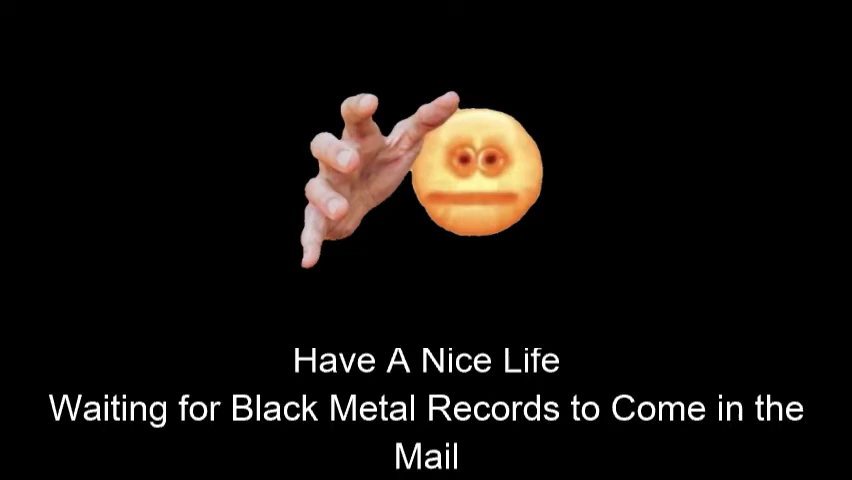 Have A Nice Life
Waiting for Black Metal Records to Come in the
Mail